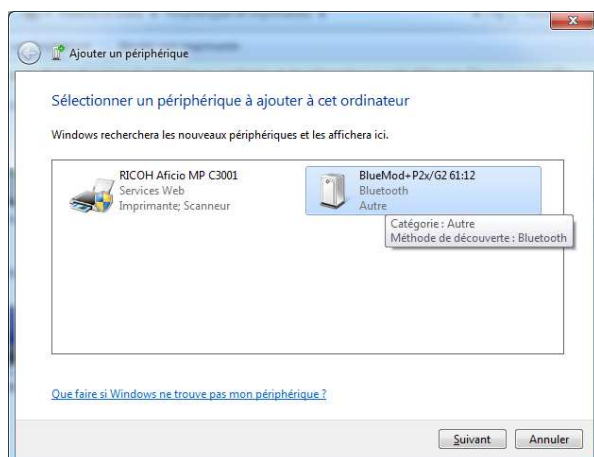 Ajouter un périphérique
Sélectionner un périphérique à ajouter à cet ordinateur
Windows recherchera les nouveaux périphériques et les affichera ici.
RICOH Aficio MP C3001
Services Web
Imprimante; Scanneur
BlueMod+P2x/G2 61:12
Bluetooth
Autre
Catégorie : Autre
Méthode de découverte : Bluetooth
Que faire si Windows ne trouve pas mon périphérique ?
Suivant
Annuler